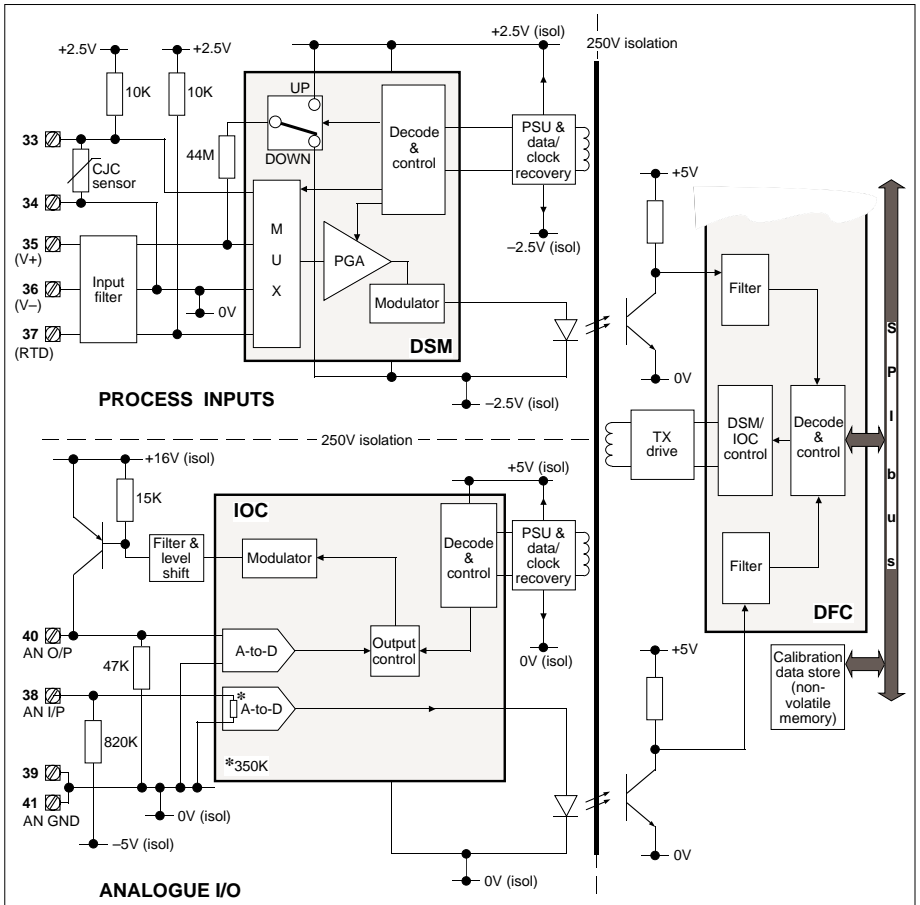 +2.5V (isol)
250V isolation
+2.5V
+2.5V
10K
10K
UP
DOWN
44M
Decode
&
control
PSU &
data/
clock
recovery
33
CJC
sensor
34
35
(V+)
36
(V–)
37
(RTD)
Input
filter
0V
M
U
X
PGA
Modulator
DSM
–2.5V (isol)
–2.5V (isol)
PROCESS INPUTS
+5V
Filter
0V
DSM/
IOC
control
Decode
&
control
TX
drive
Filter
DFC
S
P
I
b
u
s
250V isolation
+16V (isol)
15K
IOC
+5V (isol)
Filter &
level
shift
Modulator
Decode
&
control
PSU &
data/
clock
recovery
0V (isol)
40
AN O/P
47K
A-to-D
Output
control
38
AN I/P
*
A-to-D
820K
*350K
39
41
AN GND
0V (isol)
–5V (isol)
0V (isol)
ANALOGUE I/O
+5V
Calibration
data store
(non-
volatile
memory)
0V